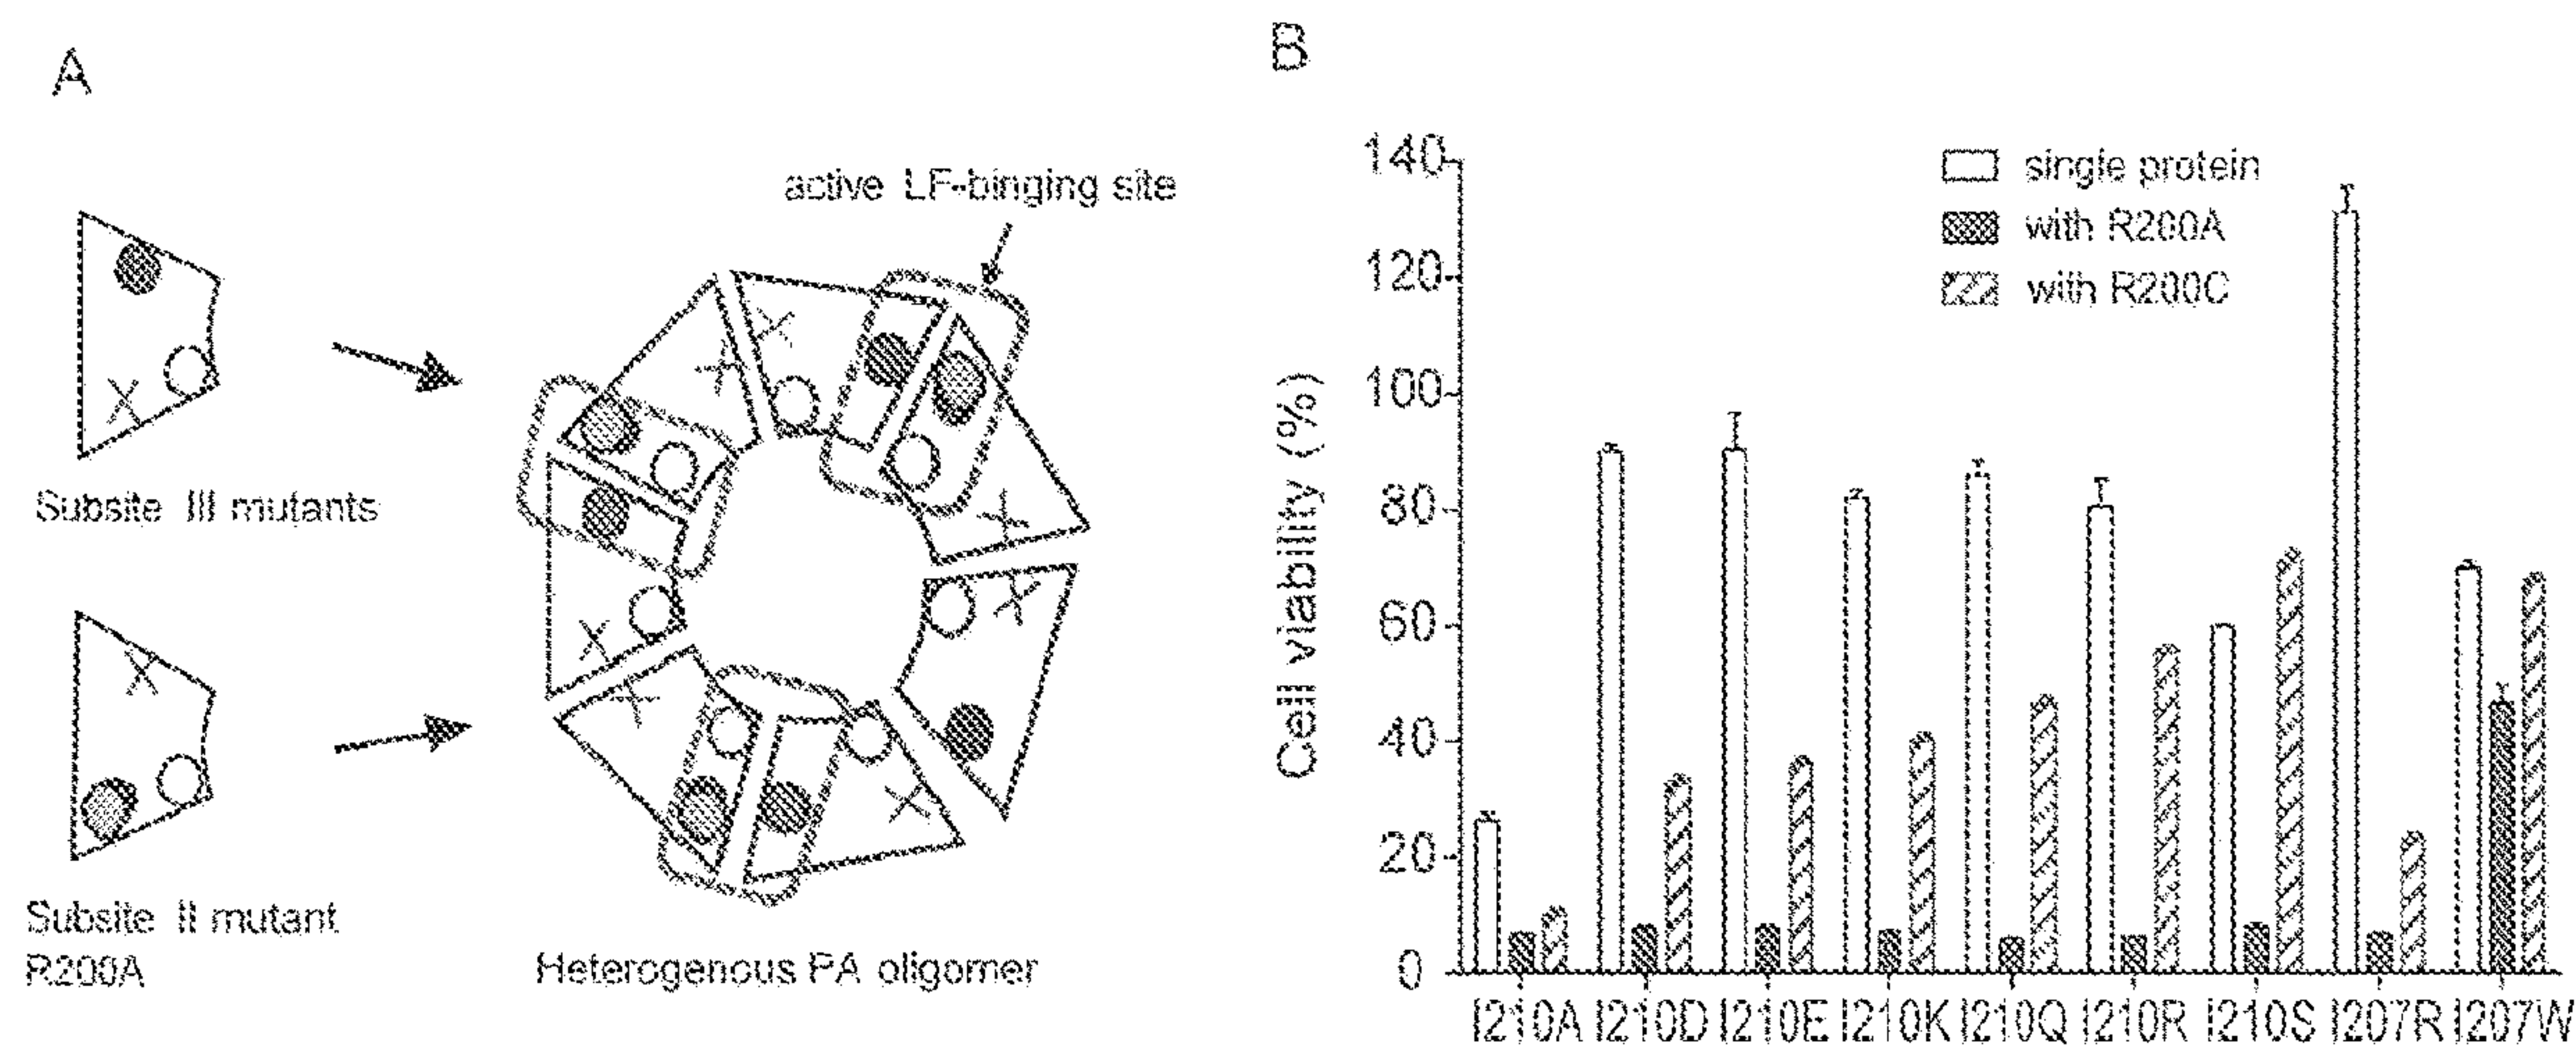 A
Subsite III mutants
Subsite II mutant
R200A
active LF-binging site
Heterogenous PA oligomer
B
Cell viability (%)
140
120
100
80
60
40
20
0
single protein
with R200A
with R200C
I210A I210D I210E I210K I210Q I210R I210S I207R I207W